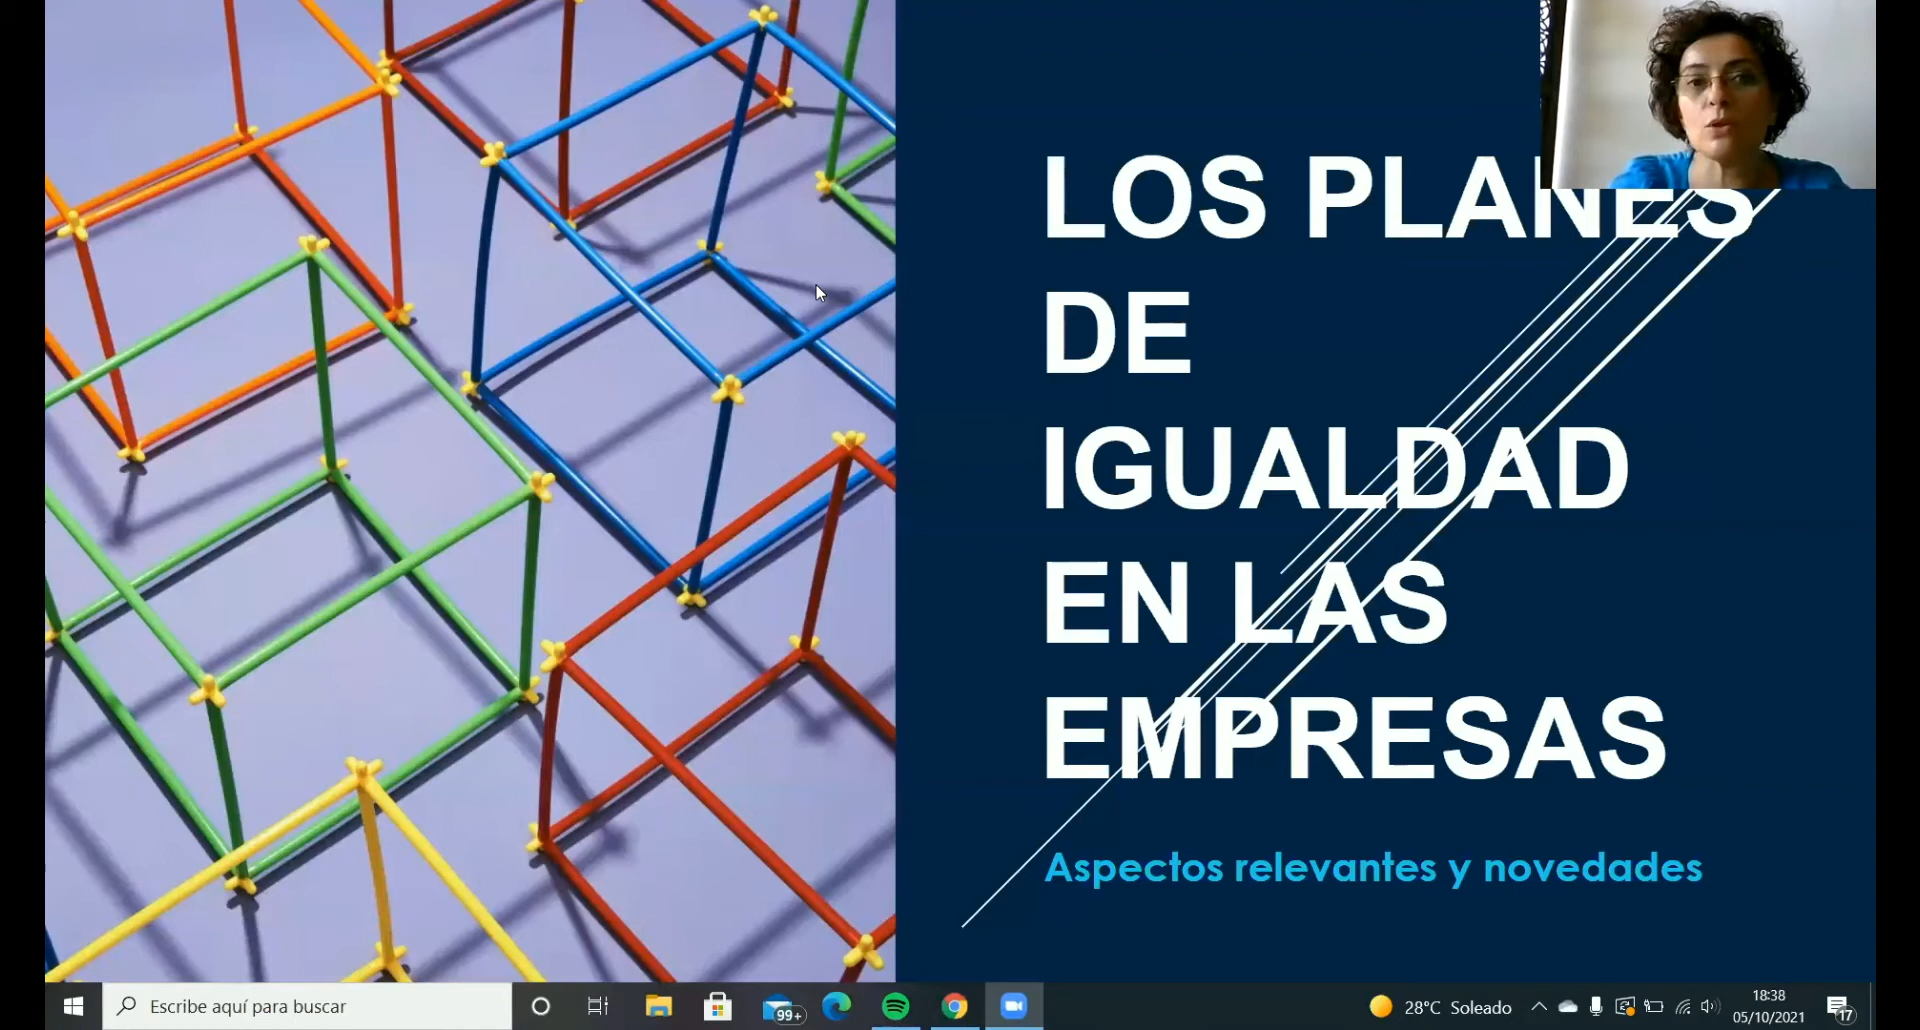 LOS PLANES
DE
IGUALDAD
EN LAS
EMPRESAS
Aspectos relevantes y novedades
Escribe aquí para buscar
99+
28°C Soleado
18:38
05/10/2021
17